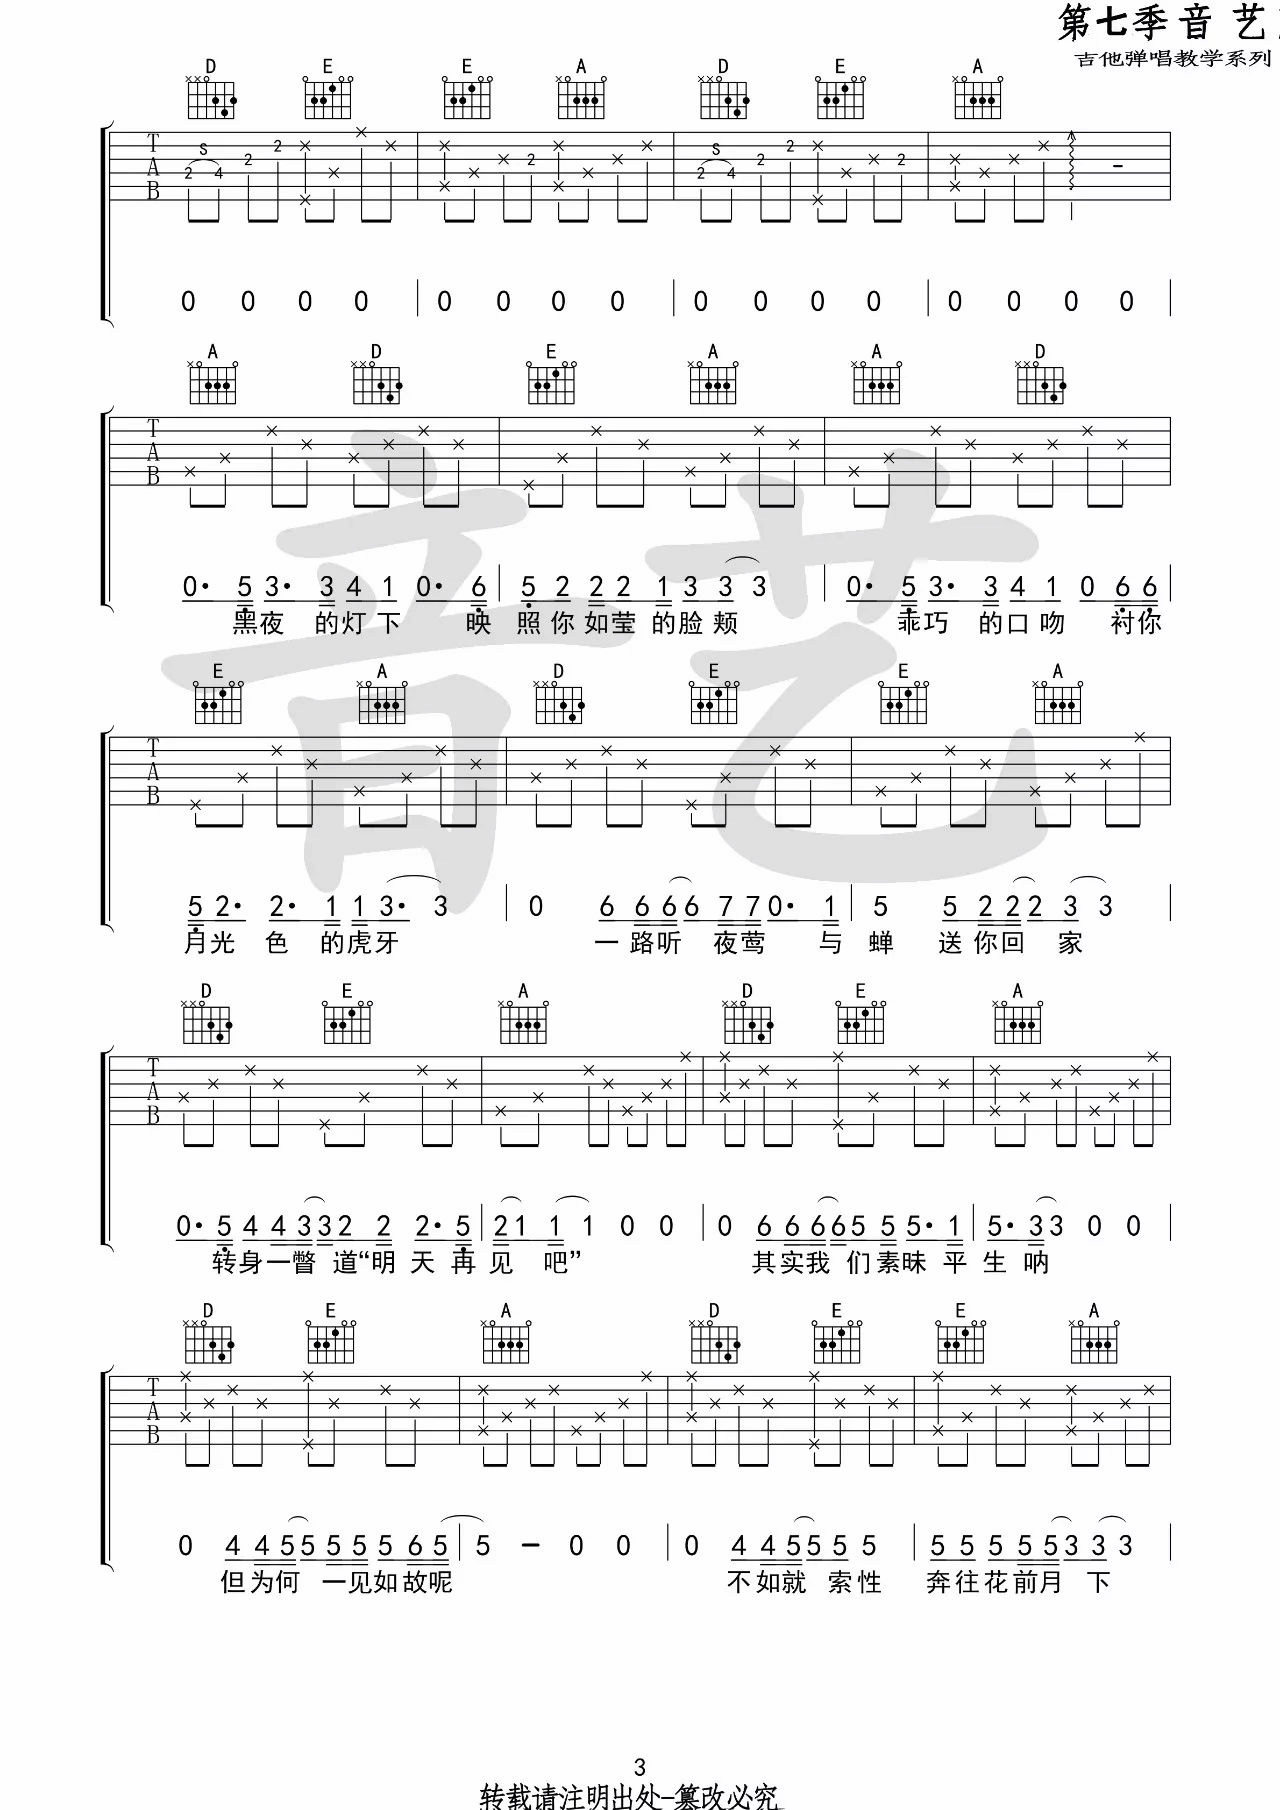 第七季音艺
吉他弹唱教学系列
D E E A D E A
S 2 4 2 2 2 S 2 4 2 2 2 -
T A B
0 0 0 0 0 0 0 0 0 0 0 0 0 0 0 0
A D E A A D
T A B
0· 5 3· 3 4 1 0· 6 5 2 2 2 1 3 3 3 0· 5 3· 3 4 1 0 6 6
黑夜 的灯下 映 照你如莹的脸颊 乖巧 的口吻 衬你
E A D E E A
T A B
5 2· 2· 1 1 3· 3 0 6 6 6 6 7 7 0· 1 5 5 2 2 2 3 3
月光 色 的虎牙 一路听 夜莺 与 蝉 送你回 家
D E A D E A
T A B
0· 5 4 4 3 3 2 2 2· 5 2 1 1 1 0 0 0 6 6 6 6 5 5 5· 1 5· 3 3 0 0
转身一瞥 道“明天再见 吧” 其实我们素昧平生呐
D E A D E E A
T A B
0 4 4 5 5 5 5 5 6 5 5 – 0 0 0 4 4 5 5 5 5 5 5 5 5 5 3 3 3
但为何 一见如故呢 不如就 索性 奔往花前月 下
音艺
3
转载请注明出处-篡改必究